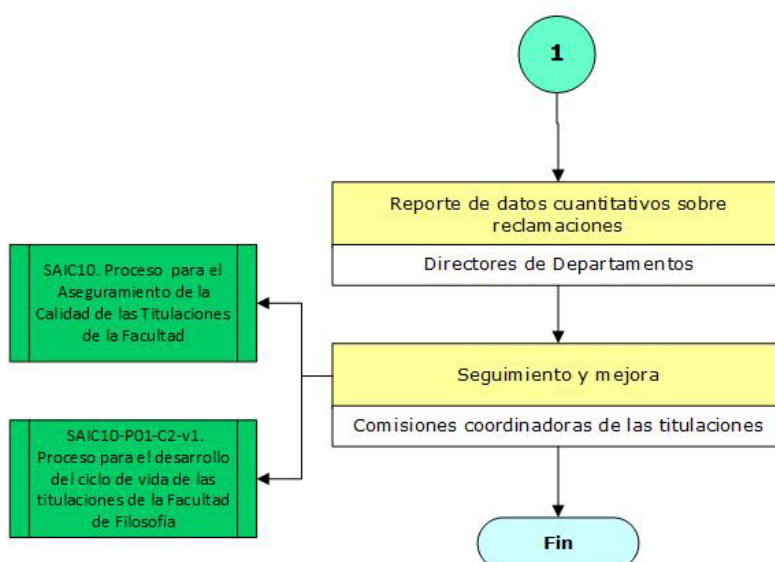 1
Reporte de datos cuantitativos sobre
reclamaciones
Directores de Departamentos
SAIC10. Proceso para el
Aseguramiento de la
Calidad de las Titulaciones
de la Facultad
Seguimiento y mejora
Comisiones coordinadoras de las titulaciones
SAIC10-P01-C2-v1.
Proceso para el desarrollo
del ciclo de vida de las
titulaciones de la Facultad
de Filosofía
Fin